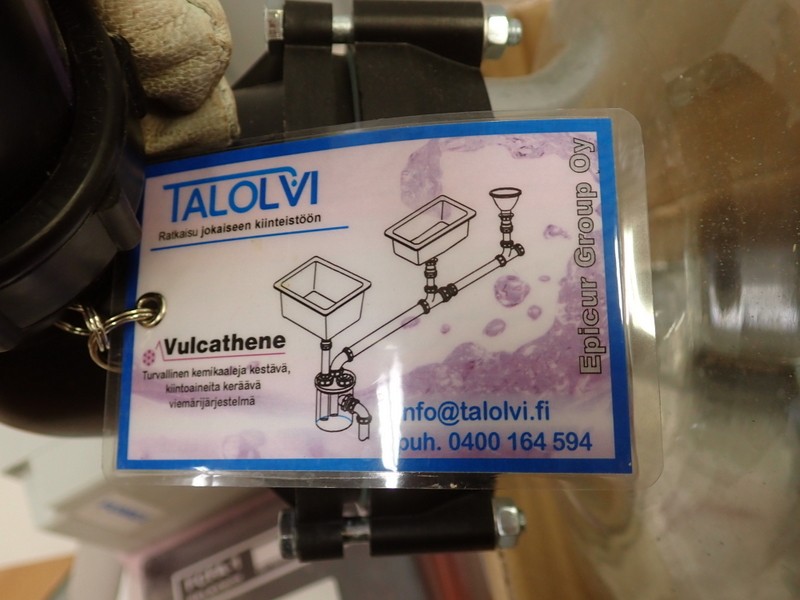 TALOLVI
Ratkaisu jokaiseen kiinteistöön
Vulcathene
Turvallinen kemikaaleja kestävä,
kiintoaineita keräävä
viemärijärjestelmä
info@talolvi.fi
puh. 0400 164 594
Epicur Group Oy